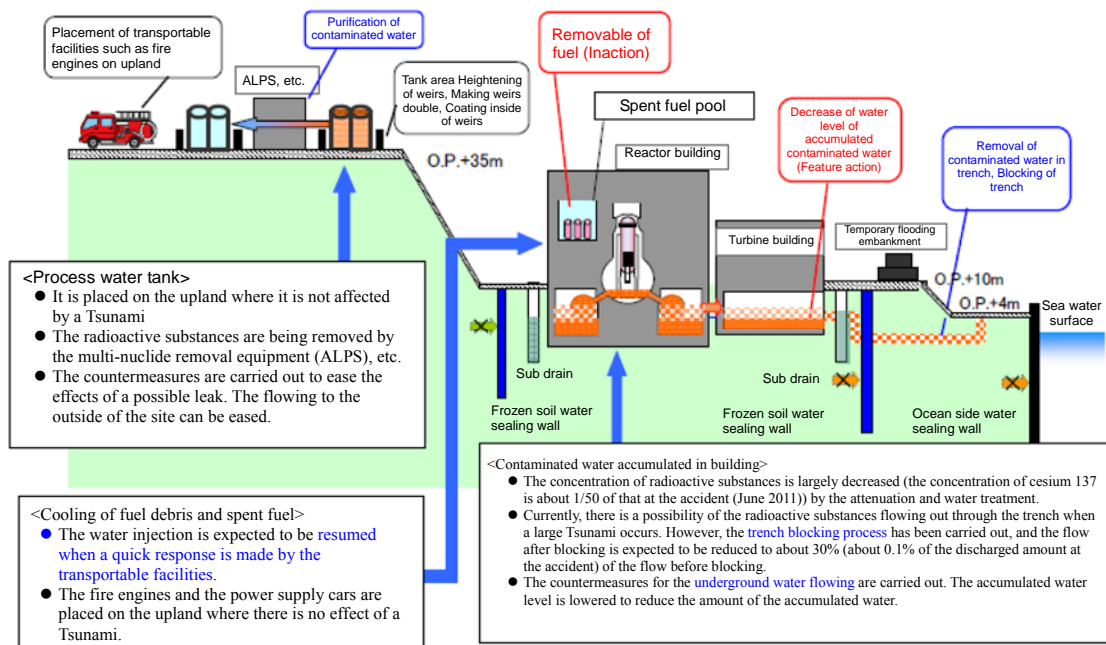 Placement of transportable
facilities such as fire
engines on upland
Purification of
contaminated water
ALPS, etc.
Tank area Heightening
of weirs, Making weirs
double, Coating inside
of weirs
Removable of
fuel (Inaction)
Spent fuel pool
Reactor building
Decrease of water
level of
accumulated
contaminated water
(Feature action)
Removal of
contaminated water in
trench, Blocking of
trench
O.P.+35m
Turbine building
Temporary flooding
embankment
O.P.+10m
O.P.+4m
Sea water
surface
<Process water tank>
● It is placed on the upland where it is not affected
by a Tsunami
● The radioactive substances are being removed by
the multi-nuclide removal equipment (ALPS), etc.
● The countermeasures are carried out to ease the
effects of a possible leak. The flowing to the
outside of the site can be eased.
Sub drain
Frozen soil water
sealing wall
Sub drain
Frozen soil water
sealing wall
Ocean side water
sealing wall
<Cooling of fuel debris and spent fuel>
● The water injection is expected to be resumed
when a quick response is made by the
transportable facilities.
● The fire engines and the power supply cars are
placed on the upland where there is no effect of a
Tsunami.
<Contaminated water accumulated in building>
● The concentration of radioactive substances is largely decreased (the concentration of cesium 137
is about 1/50 of that at the accident (June 2011)) by the attenuation and water treatment.
● Currently, there is a possibility of the radioactive substances flowing out through the trench when
a large Tsunami occurs. However, the trench blocking process has been carried out, and the flow
after blocking is expected to be reduced to about 30% (about 0.1% of the discharged amount at
the accident) of the flow before blocking.
● The countermeasures for the underground water flowing are carried out. The accumulated water
level is lowered to reduce the amount of the accumulated water.